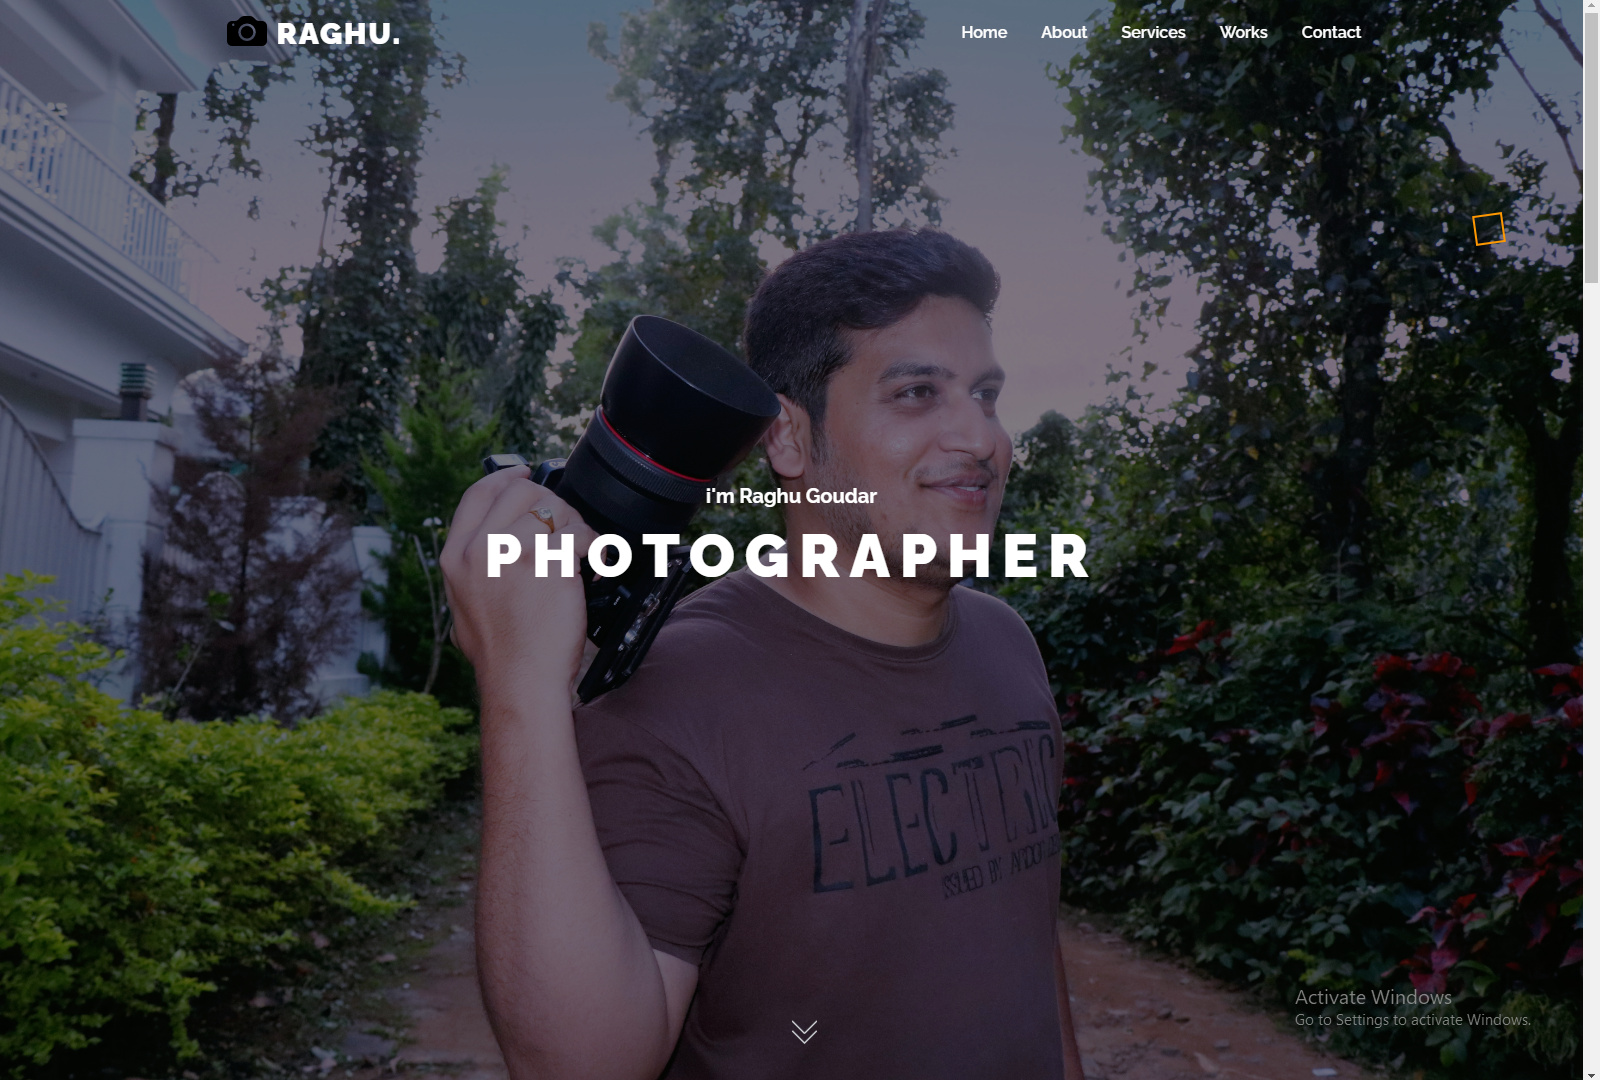 RAGHU.
Home About Services Works Contact
i'm Raghu Goudar
PHOTOGRAPHER
ELECTRIC
ISSUED BY
Activate Windows
Go to Settings to activate Windows.